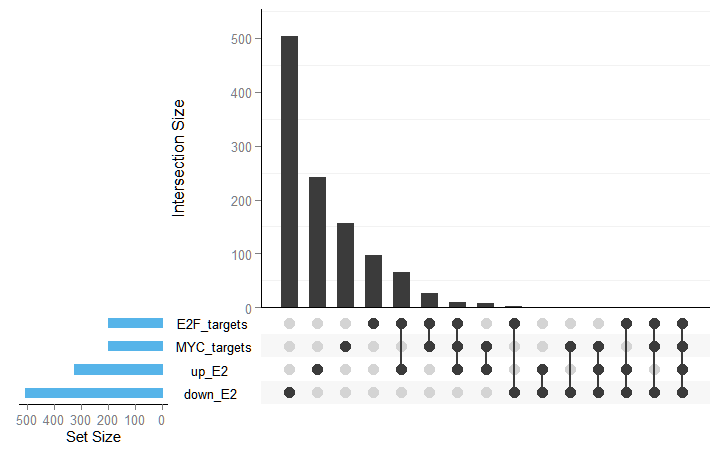 Intersection Size
500
400
300
200
100
0
E2F_targets
MYC_targets
up_E2
down_E2
500 400 300 200 100 0
Set Size